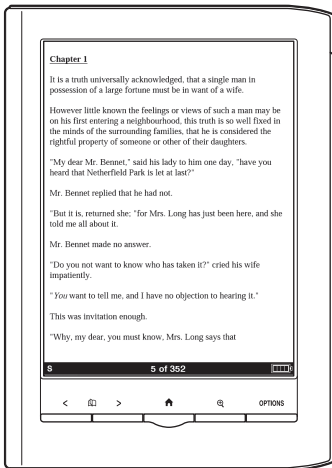 Chapter 1
It is a truth universally acknowledged, that a single man in
possession of a large fortune must be in want of a wife.
However little known the feelings or views of such a man may be
on his first entering a neighbourhood, this truth is so well fixed in
the minds of the surrounding families, that he is considered the
rightful property of someone or other of their daughters.
"My dear Mr. Bennet," said his lady to him one day, "have you
heard that Netherfield Park is let at last?"
Mr. Bennet replied that he had not.
"But it is, returned she; "for Mrs. Long has just been here, and she
told me all about it.
Mr. Bennet made no answer.
"Do you not want to know who has taken it?" cried his wife
impatiently.
"You want to tell me, and I have no objection to hearing it."
This was invitation enough.
"Why, my dear, you must know, Mrs. Long says that
S 5 of 352
< > OPTIONS